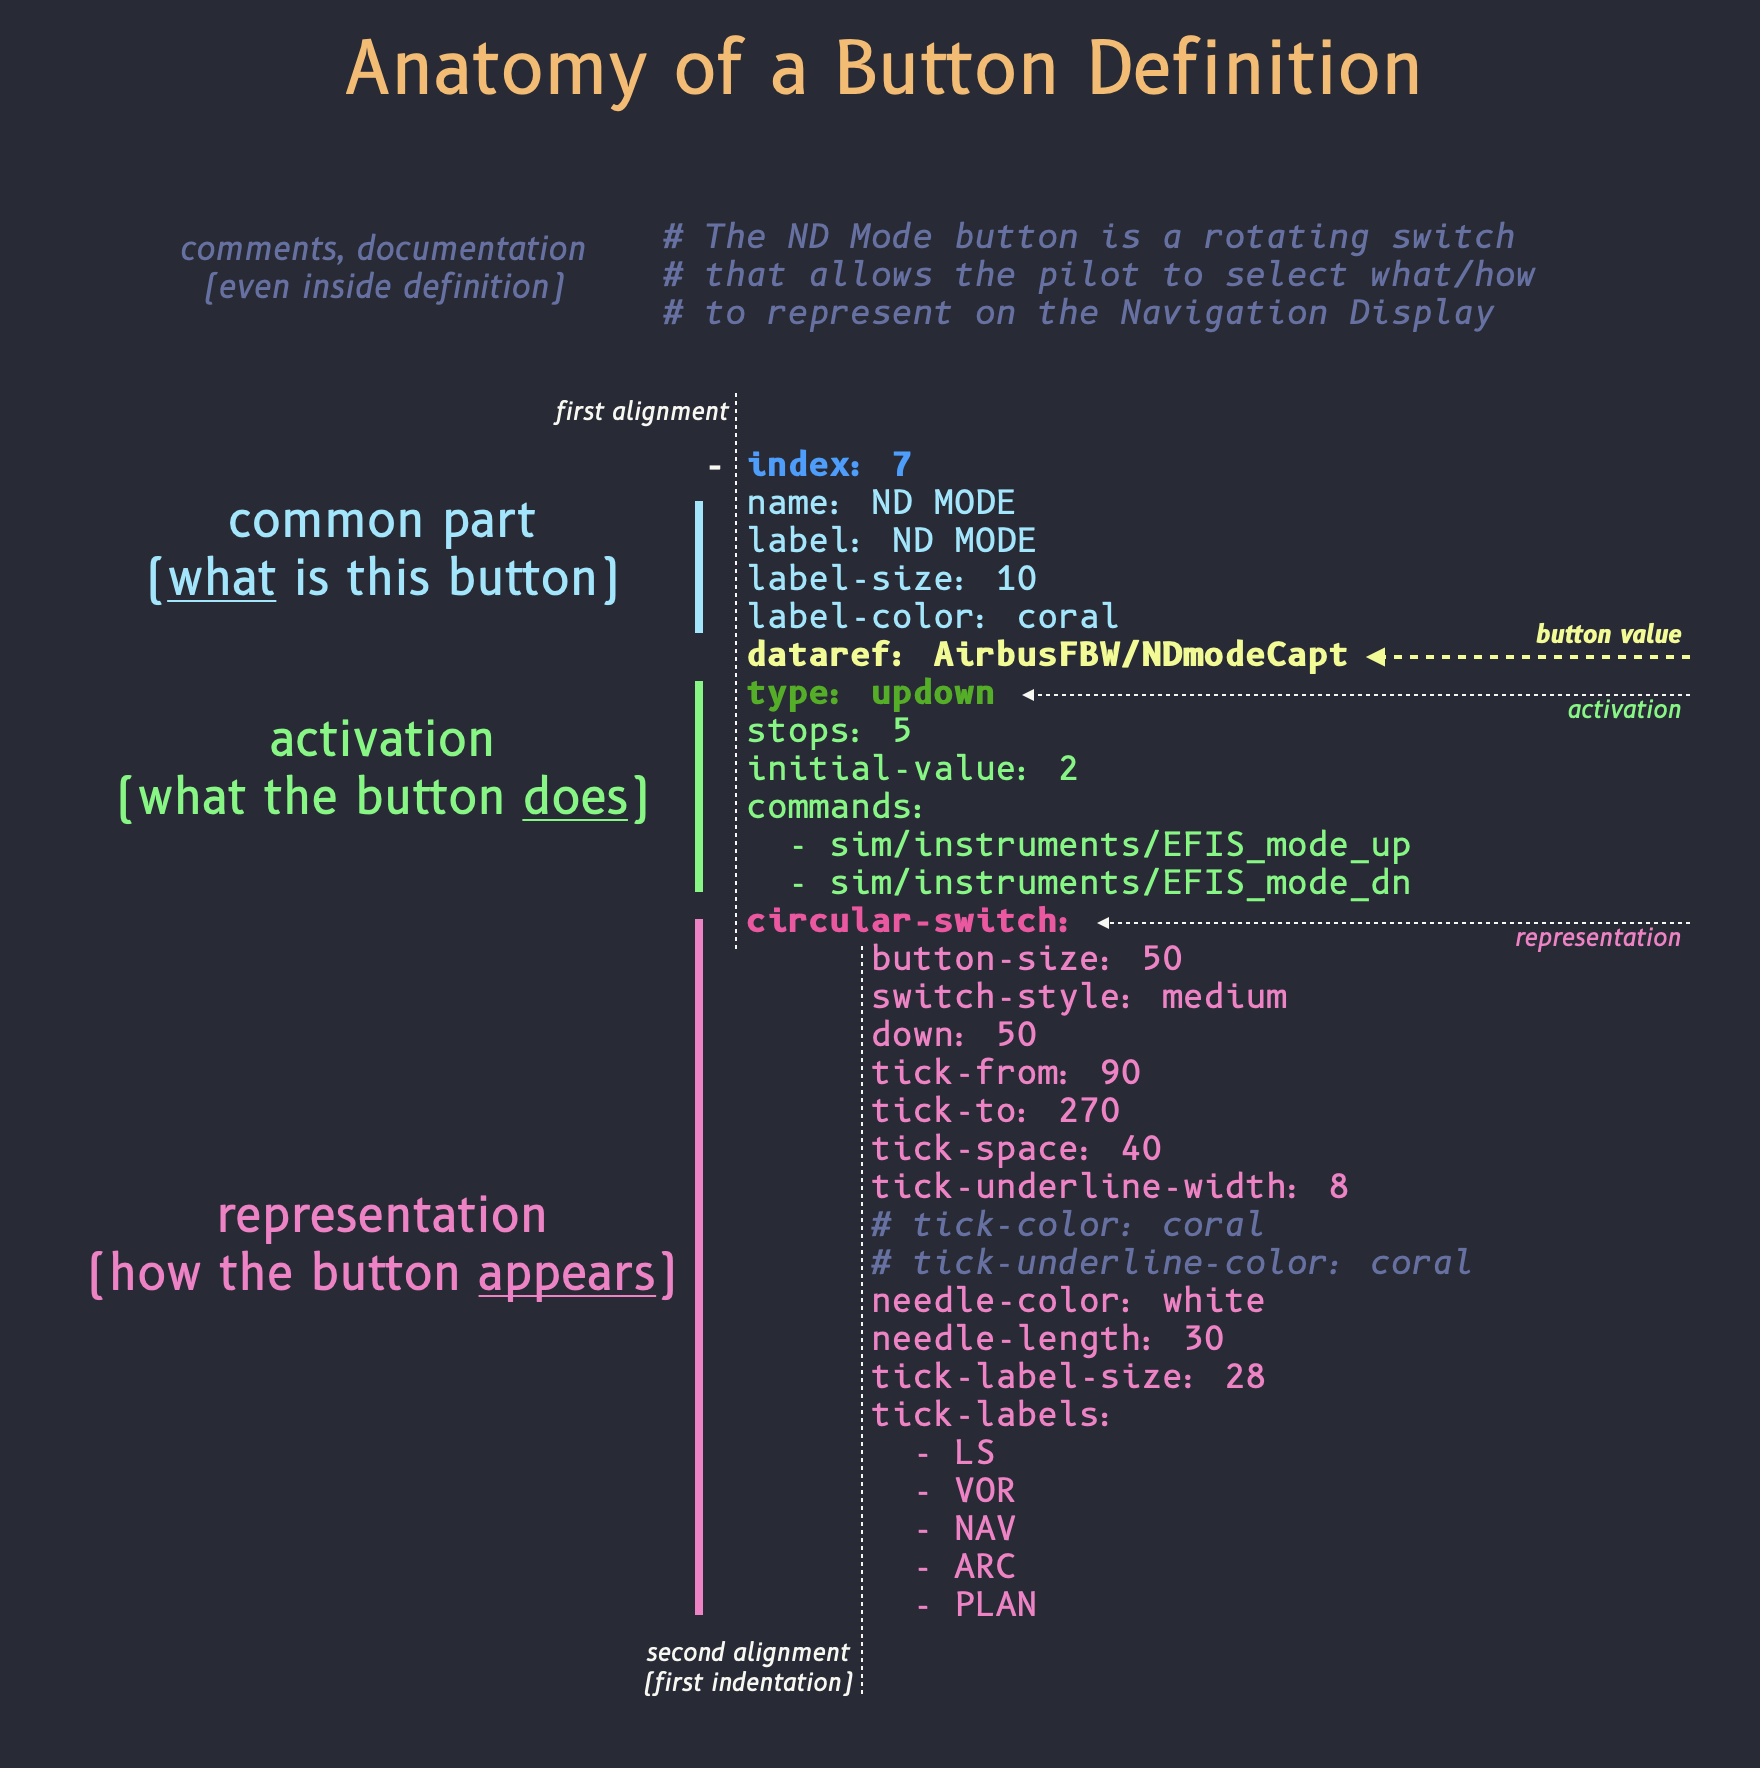 Anatomy of a Button Definition
comments, documentation
(even inside definition)
# The ND Mode button is a rotating switch
# that allows the pilot to select what/how
# to represent on the Navigation Display
first alignment
- index: 7
name: ND MODE
label: ND MODE
label-size: 10
label-color: coral
common part
(what is this button)
dataref: AirbusFBW/NDmodeCapt
button value
type: updown
activation
stops: 5
initial-value: 2
commands:
- sim/instruments/EFIS_mode_up
- sim/instruments/EFIS_mode_dn
activation
(what the button does)
circular-switch:
representation
button-size: 50
switch-style: medium
down: 50
tick-from: 90
tick-to: 270
tick-space: 40
tick-underline-width: 8
# tick-color: coral
# tick-underline-color: coral
needle-color: white
needle-length: 30
tick-label-size: 28
tick-labels:
- LS
- VOR
- NAV
- ARC
- PLAN
representation
(how the button appears)
second alignment
(first indentation)